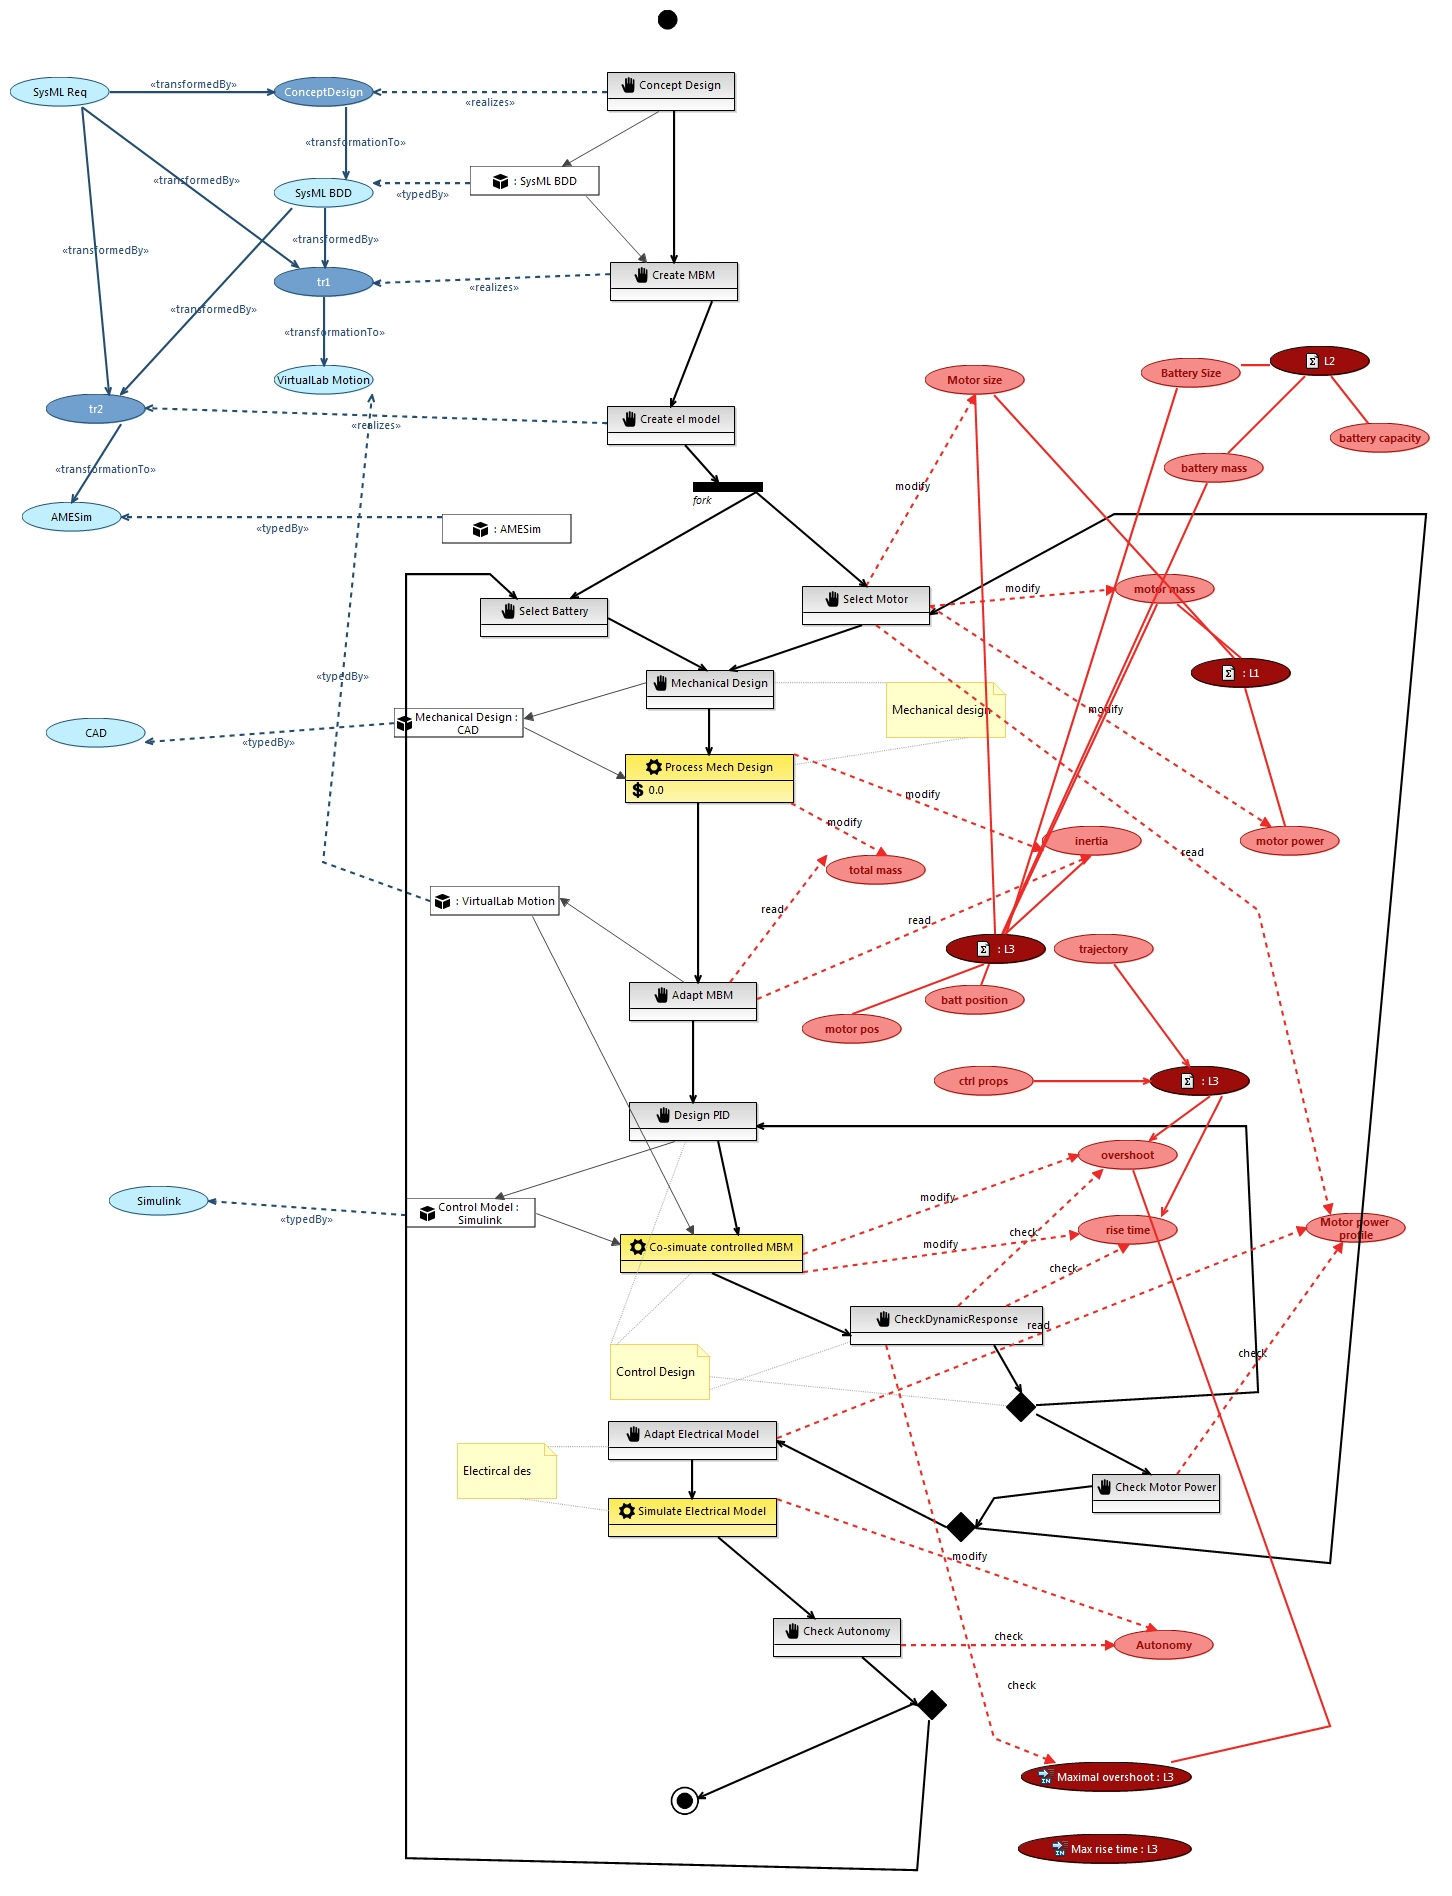 «transformedBy»
Concept Design
SysML Req
ConceptDesign
«realizes»
«transformationTo»
«transformedBy»
: SysML BDD
SysML BDD
«typedBy»
«transformedBy»
«transformedBy»
Create MBM
tr1
«realizes»
«transformedBy»
«transformationTo»
L2
Battery Size
VirtualLab Motion
Motor size
tr2
Create el model
«realizes»
battery capacity
«transformationTo»
battery mass
modify
fork
AMESim
«typedBy»
: AMESim
modify
motor mass
Select Motor
Select Battery
: L1
«typedBy»
Mechanical Design
Mechanical design
modify
Mechanical Design :
CAD
CAD
«typedBy»
Process Mech Design
0.0
modify
modify
inertia
motor power
read
total mass
: VirtualLab Motion
read
read
: L3
trajectory
Adapt MBM
batt position
motor pos
ctrl props
: L3
Design PID
overshoot
modify
Simulink
Control Model :
Simulink
«typedBy»
rise time
Motor power
profile
check
modify
Co-simuate controlled MBM
check
CheckDynamicResponse
read
check
Control Design
Adapt Electrical Model
Electircal des
Check Motor Power
Simulate Electrical Model
modify
Check Autonomy
check
Autonomy
check
Maximal overshoot : L3
Max rise time : L3